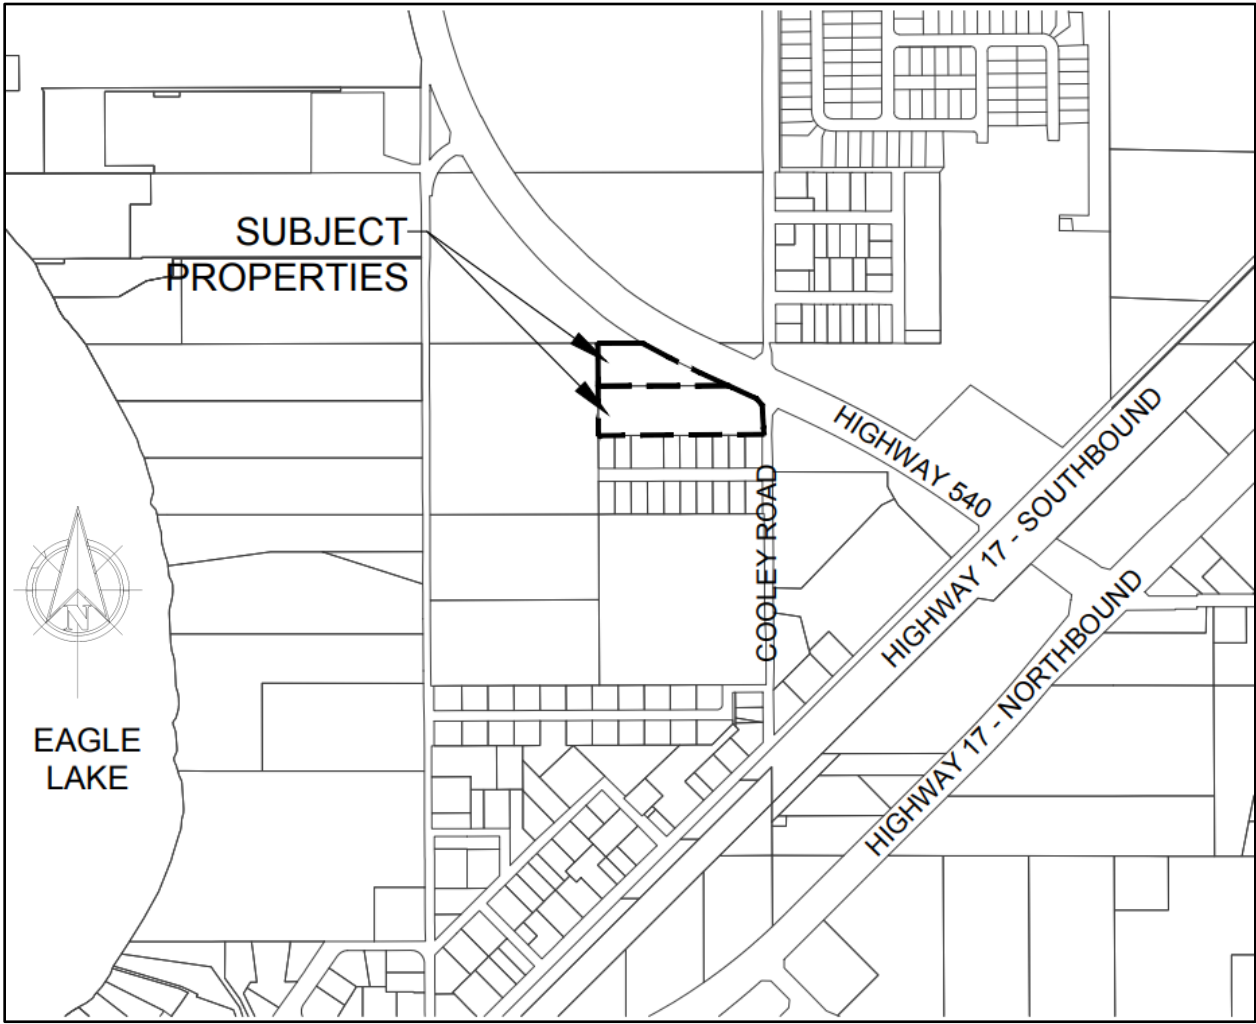 SUBJECT
PROPERTIES
HIGHWAY 540
HIGHWAY 17 - SOUTHBOUND
COOLEY ROAD
HIGHWAY 17 - NORTHBOUND
N
EAGLE
LAKE